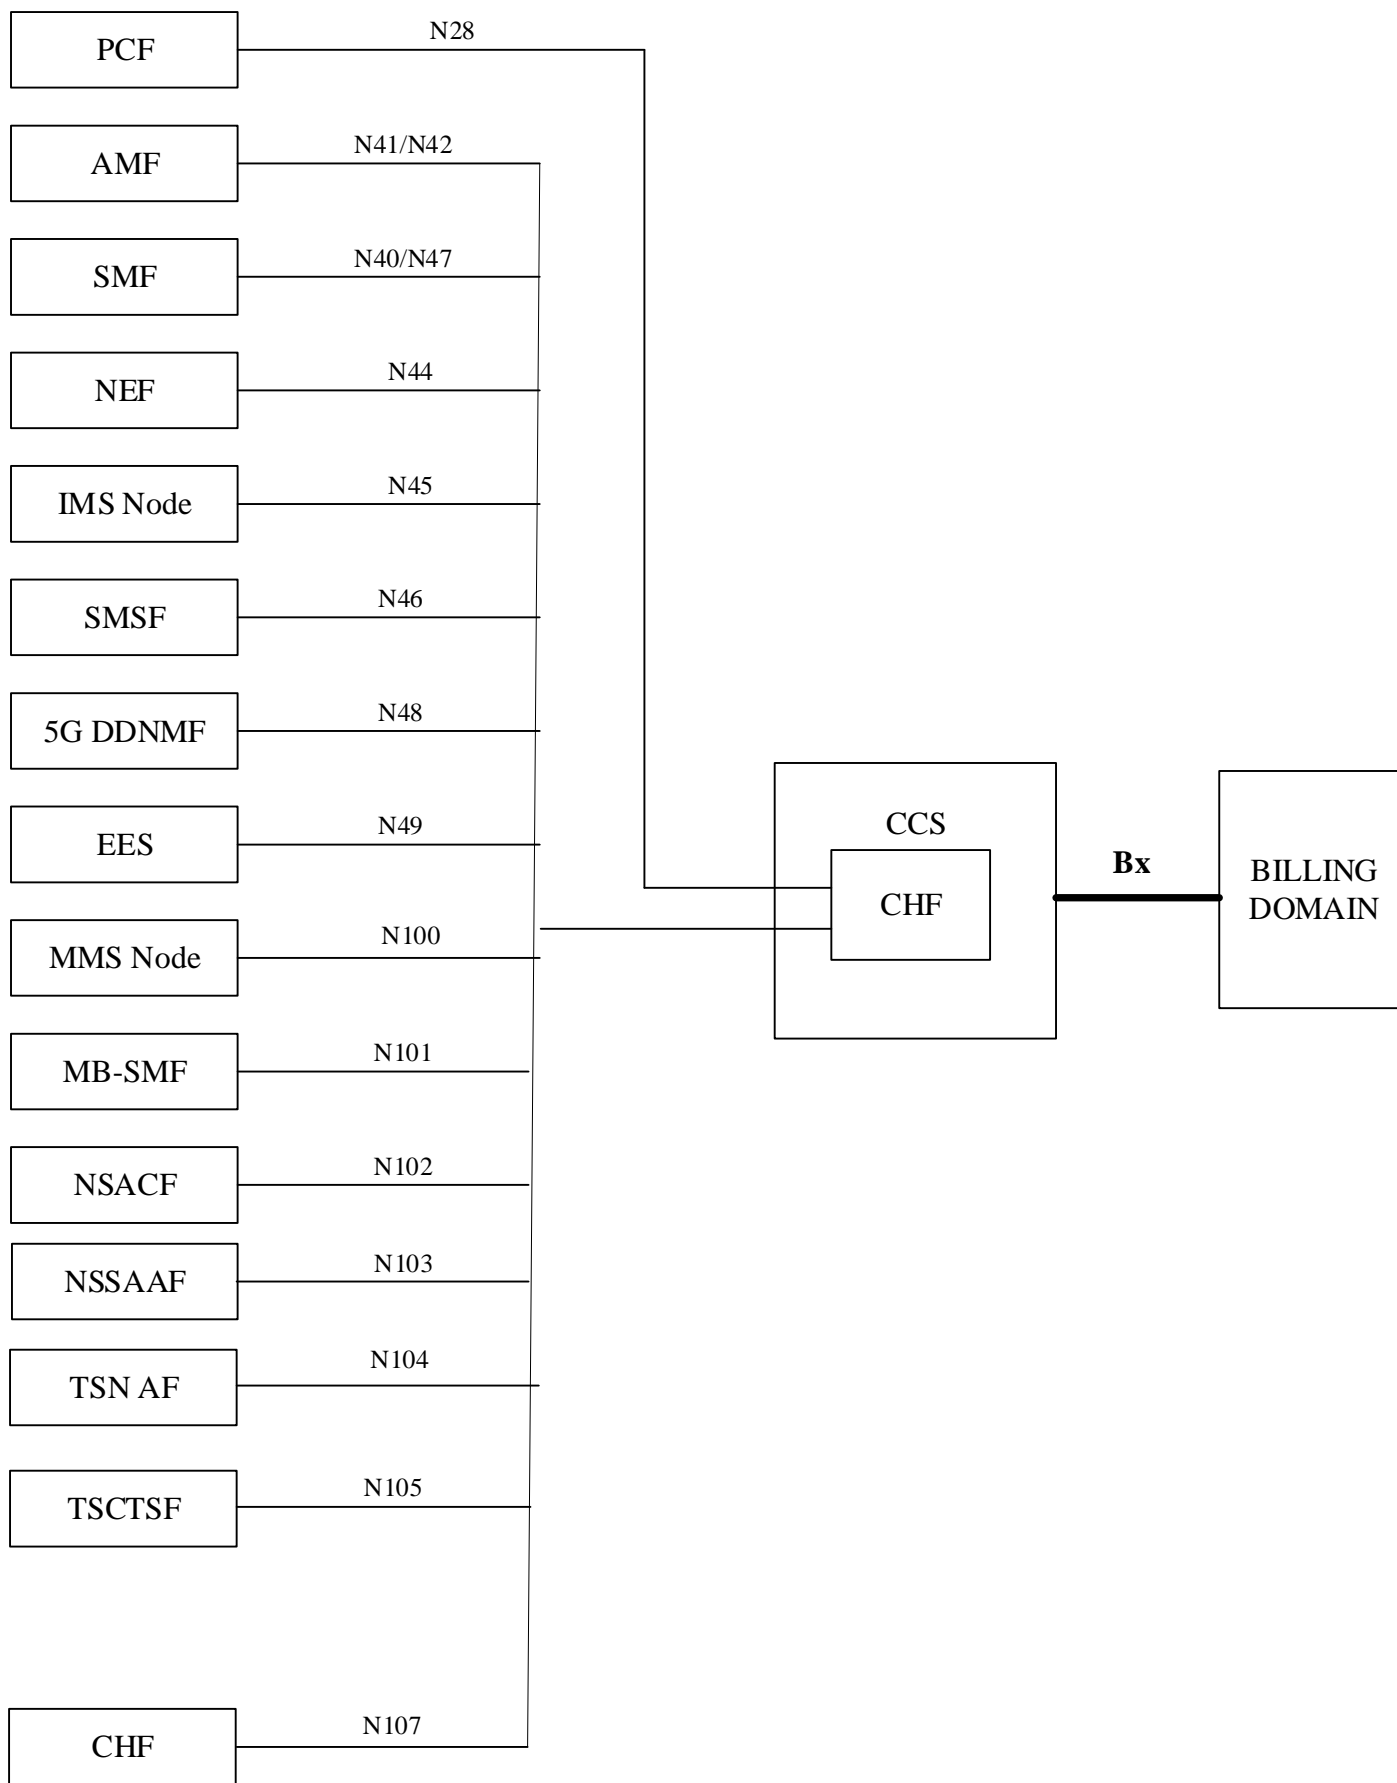 PCF
N28
AMF
N41/N42
SMF
N40/N47
NEF
N44
IMS Node
N45
SMSF
N46
5G DDNMF
N48
EES
N49
MMS Node
N100
MB-SMF
N101
NSACF
N102
NSSAAF
N103
TSN AF
N104
TSCTSF
N105
CHF
N107
CCS
CHF
Bx
BILLING
DOMAIN